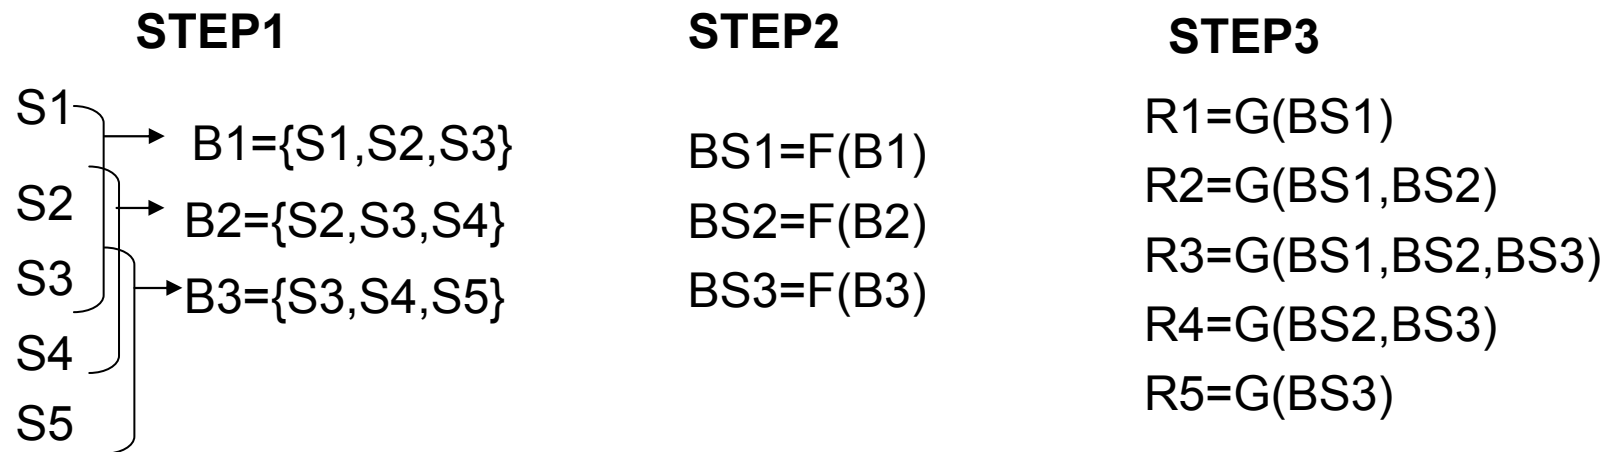 STEP1
S1
S2
S3
S4
S5
B1={S1,S2,S3}
B2={S2,S3,S4}
B3={S3,S4,S5}
STEP2
BS1=F(B1)
BS2=F(B2)
BS3=F(B3)
STEP3
R1=G(BS1)
R2=G(BS1,BS2)
R3=G(BS1,BS2,BS3)
R4=G(BS2,BS3)
R5=G(BS3)